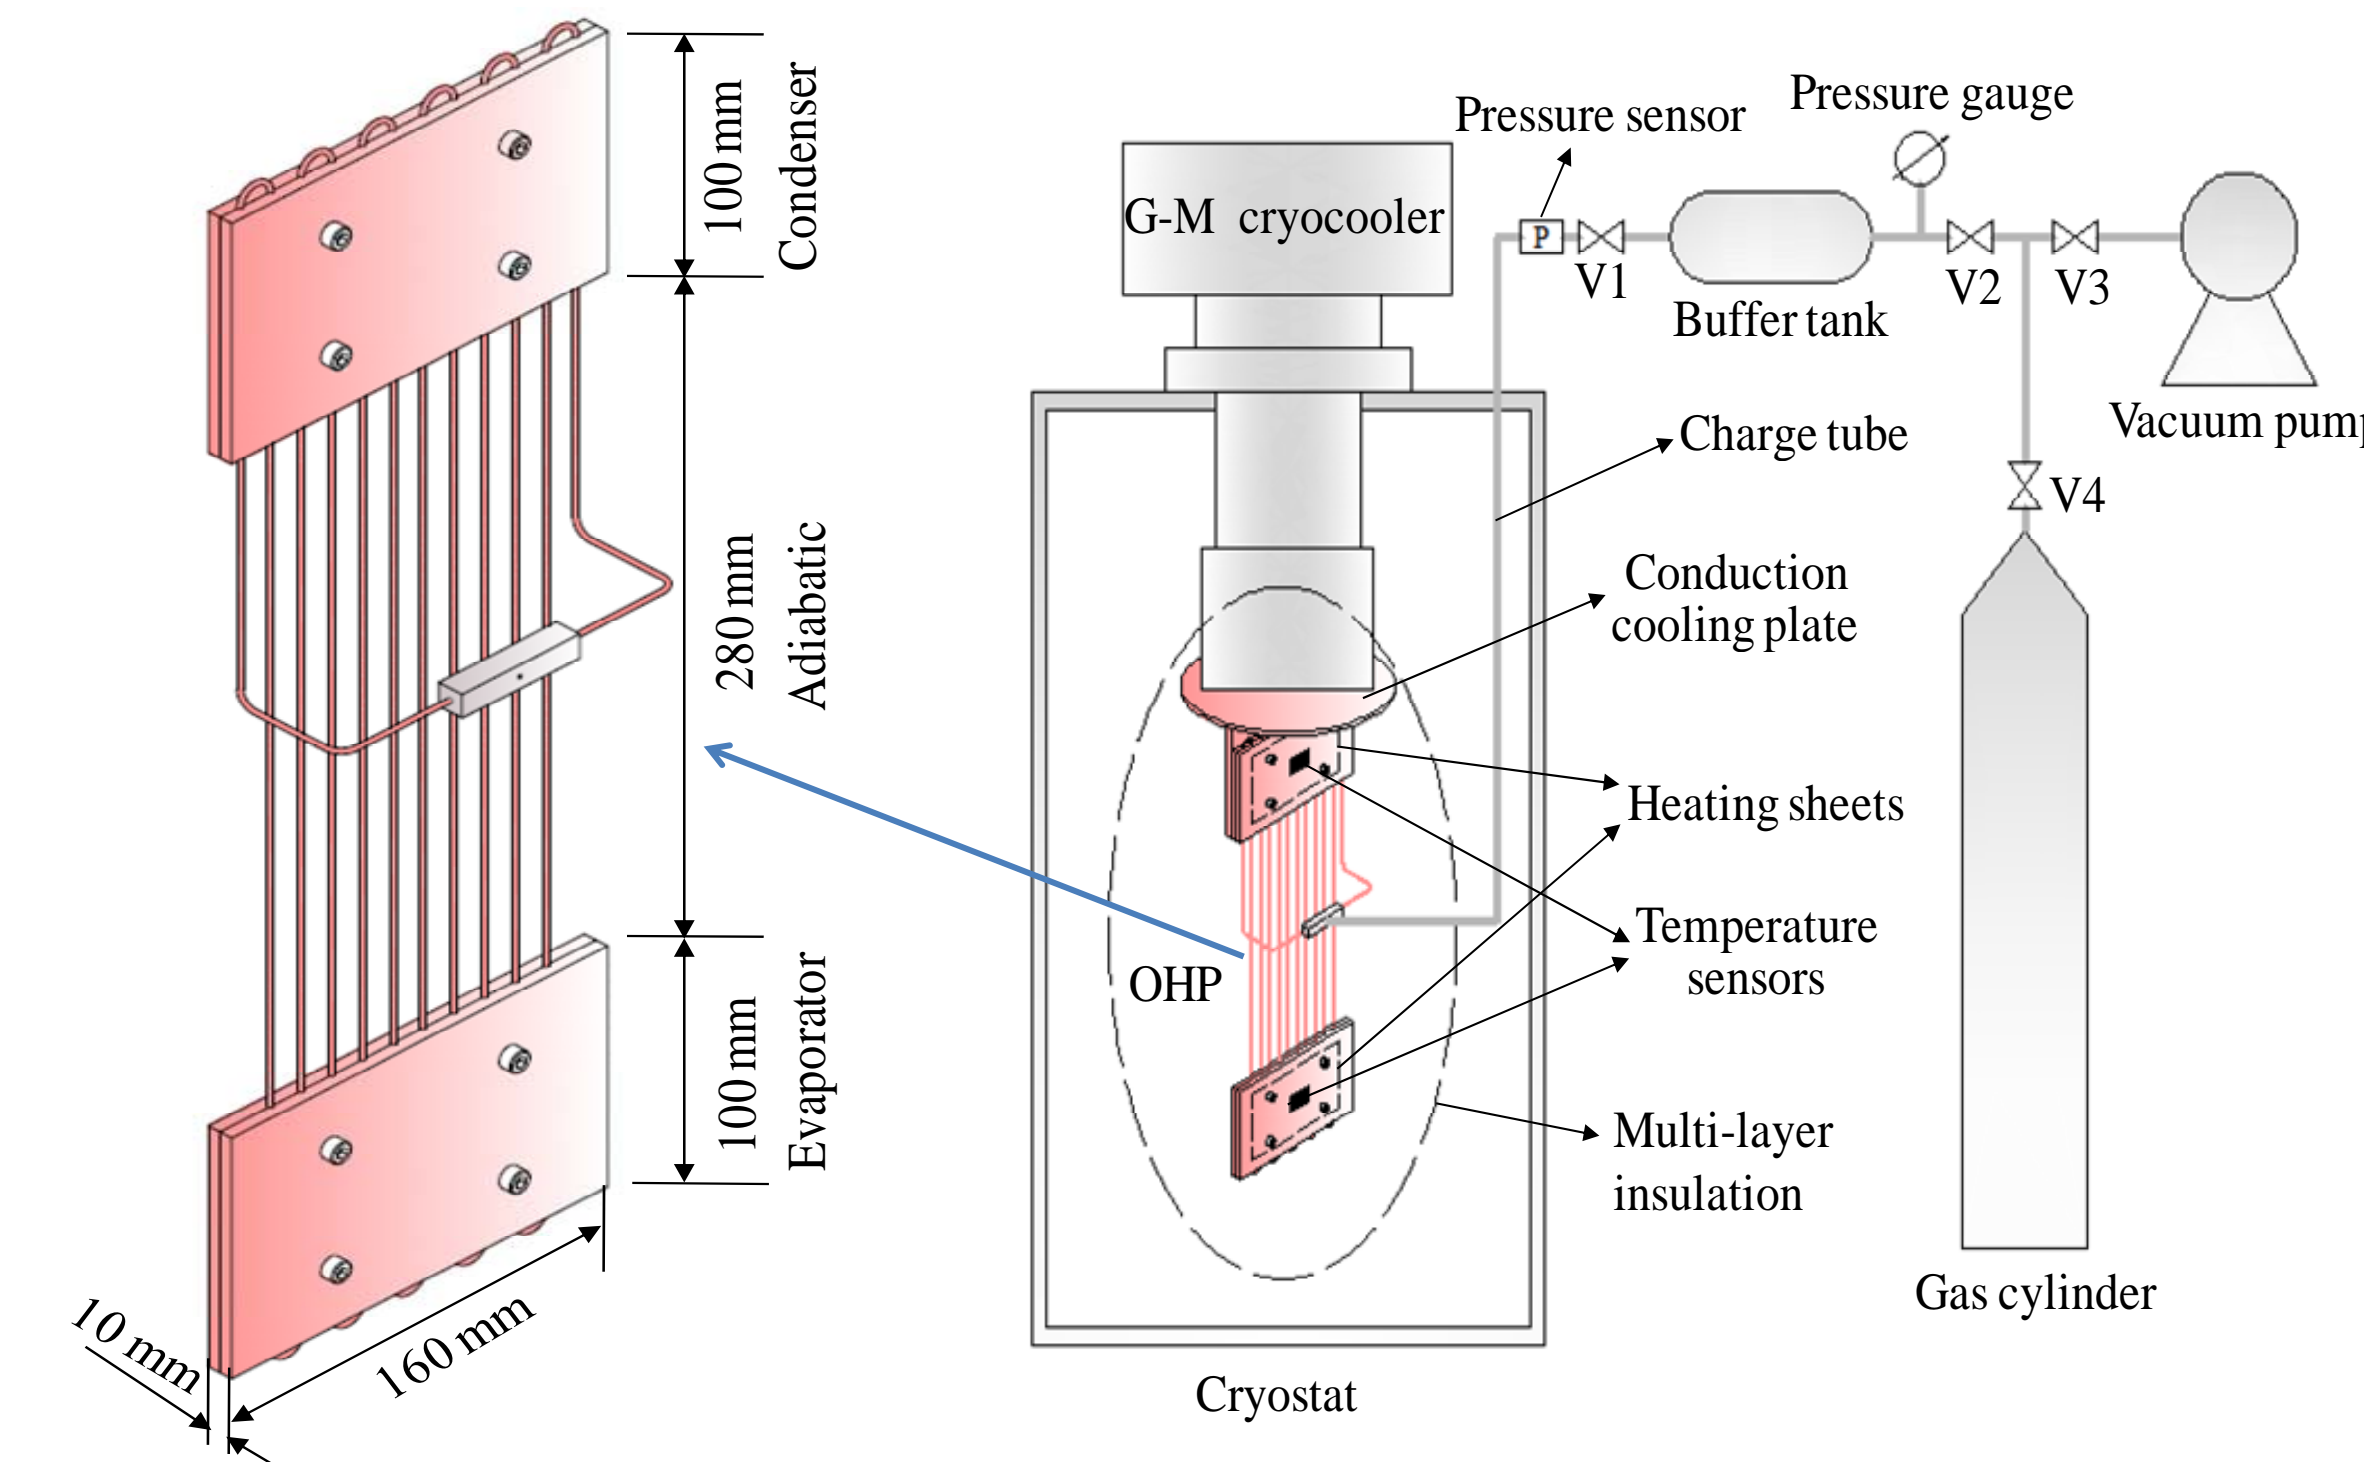 100 mm
Condenser
280 mm
Adiabatic
100 mm
Evaporator
10 mm
160 mm
G-M cryocooler
Pressure sensor
Pressure gauge
P
V1
Buffer tank
V2
V3
Vacuum pump
Charge tube
V4
Conduction
cooling plate
Heating sheets
Temperature
sensors
OHP
Multi-layer
insulation
Gas cylinder
Cryostat